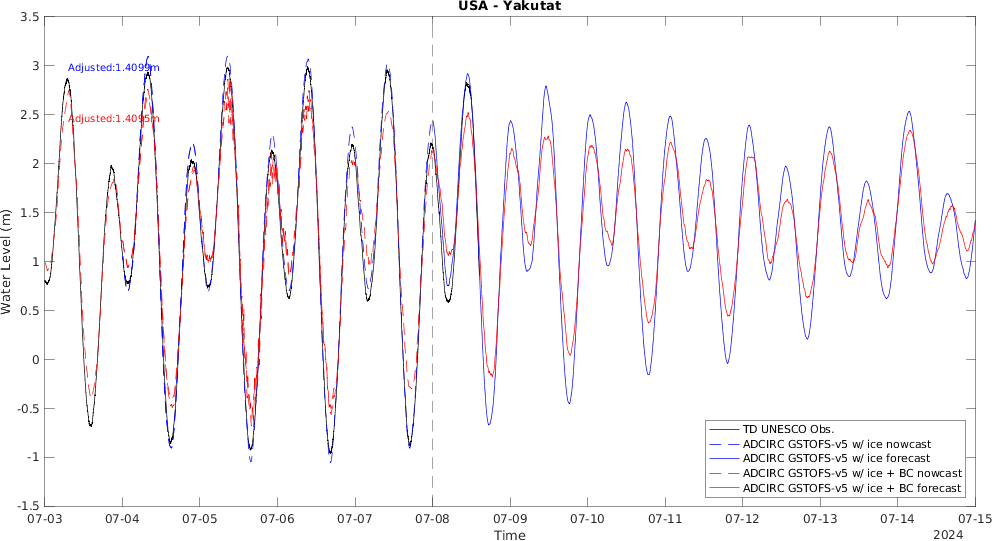 USA - Yakutat
3.5
3
2.5
2
1.5
1
0.5
0
-0.5
-1
-1.5
Water Level (m)
Adjusted:1.4099m
Adjusted:1.4095m
TD UNESCO Obs.
ADCIRC GSTOFS-v5 w/ ice nowcast
ADCIRC GSTOFS-v5 w/ ice forecast
ADCIRC GSTOFS-v5 w/ ice + BC nowcast
ADCIRC GSTOFS-v5 w/ ice + BC forecast
07-03 07-04 07-05 07-06 07-07 07-08 07-09 07-10 07-11 07-12 07-13 07-14 07-15
Time
2024